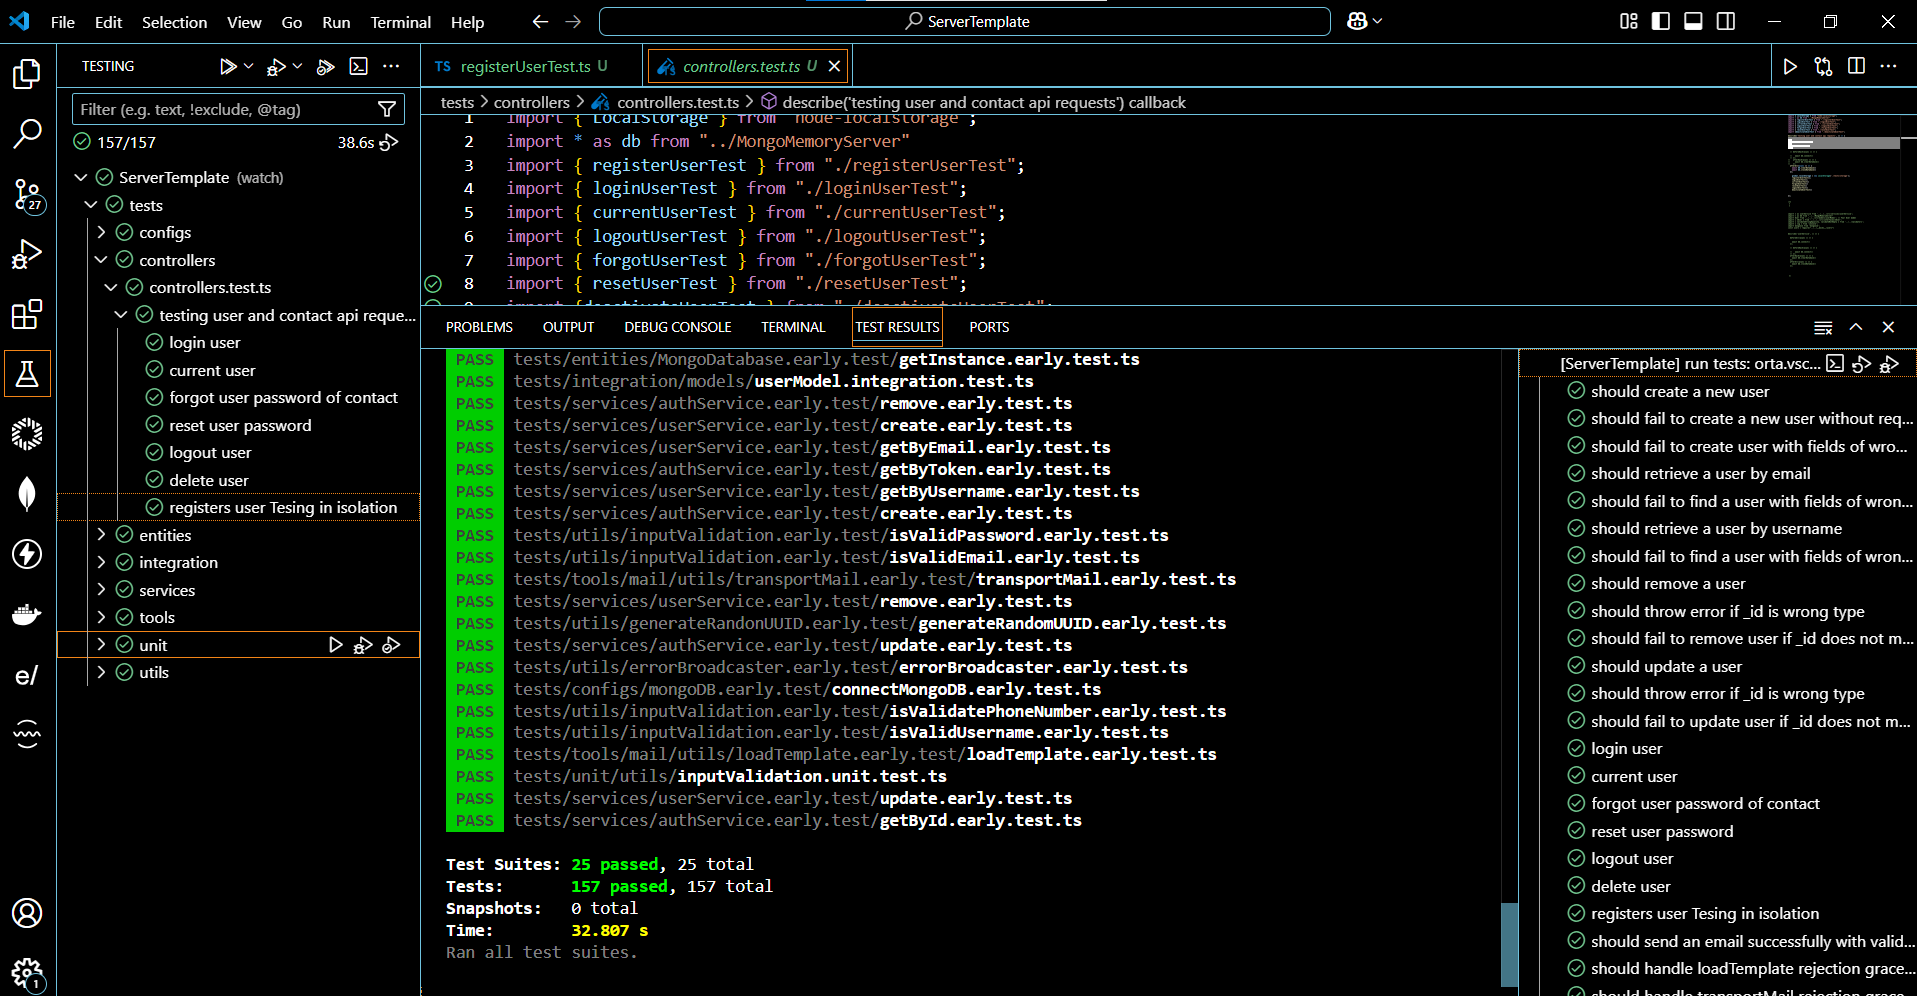 File Edit Selection View Go Run Terminal Help
ServerTemplate
TESTING
Filter (e.g. text, !exclude, @tag)
157/157 38.6s
ServerTemplate (watch)
tests
configs
controllers
controllers.test.ts
testing user and contact api reque...
login user
current user
forgot user password of contact
reset user password
logout user
delete user
registers user Tesing in isolation
entities
integration
services
tools
unit
utils
27
e/
1
TS registerUserTest.ts U
controllers.test.ts U
tests > controllers > controllers.test.ts > describe('testing user and contact api requests') callback
1 import { LocalStorage } from "node-localstorage";
2 import * as db from "../MongoMemoryServer"
3 import { registerUserTest } from "./registerUserTest";
4 import { loginUserTest } from "./loginUserTest";
5 import { currentUserTest } from "./currentUserTest";
6 import { logoutUserTest } from "./logoutUserTest";
7 import { forgotUserTest } from "./forgotUserTest";
8 import { resetUserTest } from "./resetUserTest";
9 import {deactivateUserTest } from "./deactivateUserTest";
PROBLEMS OUTPUT DEBUG CONSOLE TERMINAL TEST RESULTS PORTS
PASS tests/entities/MongoDatabase.early.test/getInstance.early.test.ts
PASS tests/integration/models/userModel.integration.test.ts
PASS tests/services/authService.early.test/remove.early.test.ts
PASS tests/services/userService.early.test/create.early.test.ts
PASS tests/services/userService.early.test/getByEmail.early.test.ts
PASS tests/services/authService.early.test/getByToken.early.test.ts
PASS tests/services/userService.early.test/getByUsername.early.test.ts
PASS tests/services/authService.early.test/create.early.test.ts
PASS tests/utils/inputValidation.early.test/isValidPassword.early.test.ts
PASS tests/utils/inputValidation.early.test/isValidEmail.early.test.ts
PASS tests/tools/mail/utils/transportMail.early.test/transportMail.early.test.ts
PASS tests/services/userService.early.test/remove.early.test.ts
PASS tests/utils/generateRandonUUID.early.test/generateRandomUUID.early.test.ts
PASS tests/services/authService.early.test/update.early.test.ts
PASS tests/utils/errorBroadcaster.early.test/errorBroadcaster.early.test.ts
PASS tests/configs/mongoDB.early.test/connectMongoDB.early.test.ts
PASS tests/utils/inputValidation.early.test/isValidatePhoneNumber.early.test.ts
PASS tests/utils/inputValidation.early.test/isValidUsername.early.test.ts
PASS tests/tools/mail/utils/loadTemplate.early.test/loadTemplate.early.test.ts
PASS tests/unit/utils/inputValidation.unit.test.ts
PASS tests/services/userService.early.test/update.early.test.ts
PASS tests/services/authService.early.test/getById.early.test.ts
Test Suites: 25 passed, 25 total
Tests: 157 passed, 157 total
Snapshots: 0 total
Time: 32.807 s
Ran all test suites.
[ServerTemplate] run tests: orta.vsc...
should create a new user
should fail to create a new user without req...
should fail to create user with fields of wro...
should retrieve a user by email
should fail to find a user with fields of wron...
should retrieve a user by username
should fail to find a user with fields of wron...
should remove a user
should throw error if _id is wrong type
should fail to remove user if _id does not m...
should update a user
should throw error if _id is wrong type
should fail to update user if _id does not m...
login user
current user
forgot user password of contact
reset user password
logout user
delete user
registers user Tesing in isolation
should send an email successfully with valid...
should handle loadTemplate rejection grace...
should handle transportMail rejection grace...